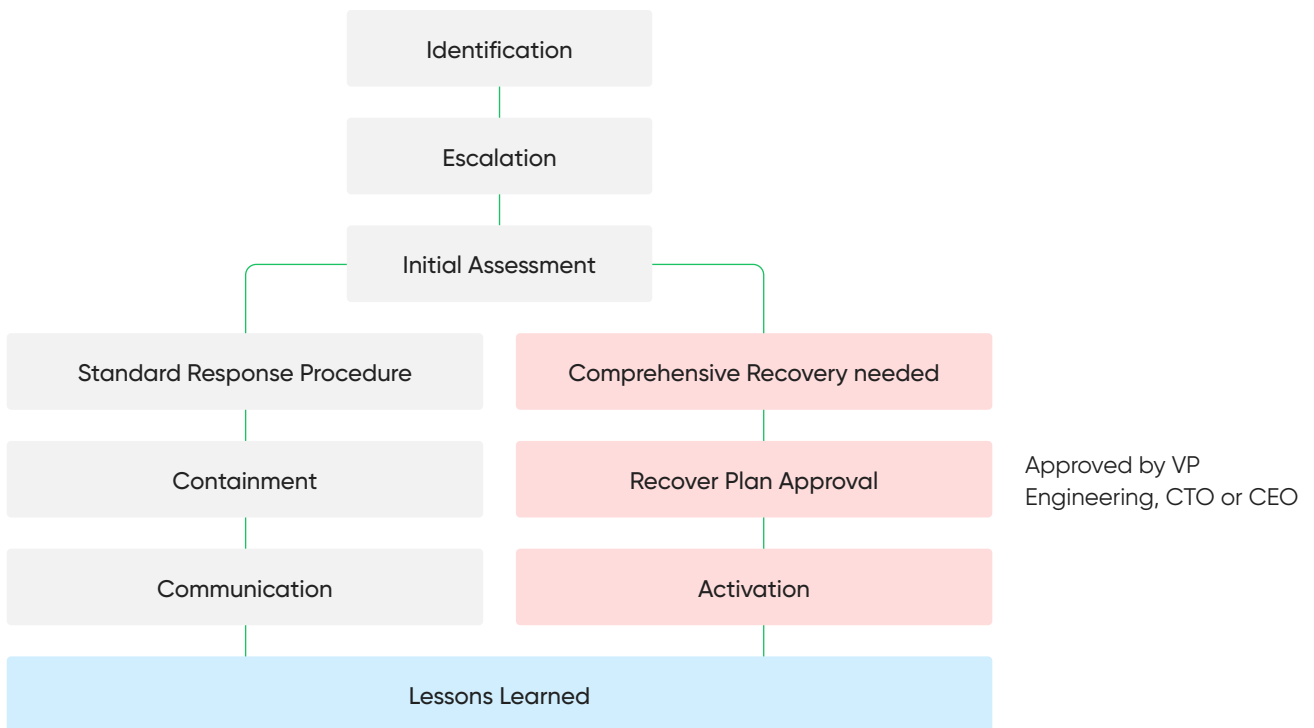 Identification
Escalation
Initial Assessment
Standard Response Procedure
Comprehensive Recovery needed
Containment
Recover Plan Approval
Approved by VP
Engineering, CTO or CEO
Communication
Activation
Lessons Learned